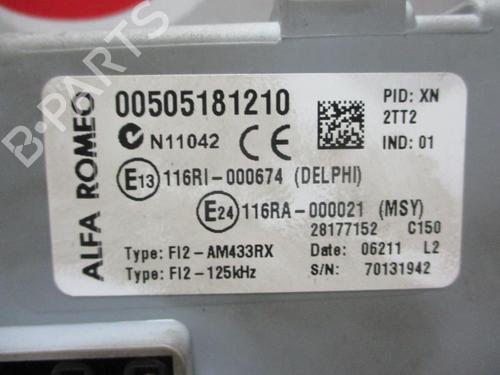 B-PARTS
ALFA ROMEO
00505181210
PID: XN
2TT2
N11042 CE
IND: 01
E13 116RI-000674 (DELPHI)
E24 116RA-000021 (MSY)
28177152 C150
Type: FI2-AM433RX
Date: 06211 L2
Type: FI2-125kHz
S/N: 70131942